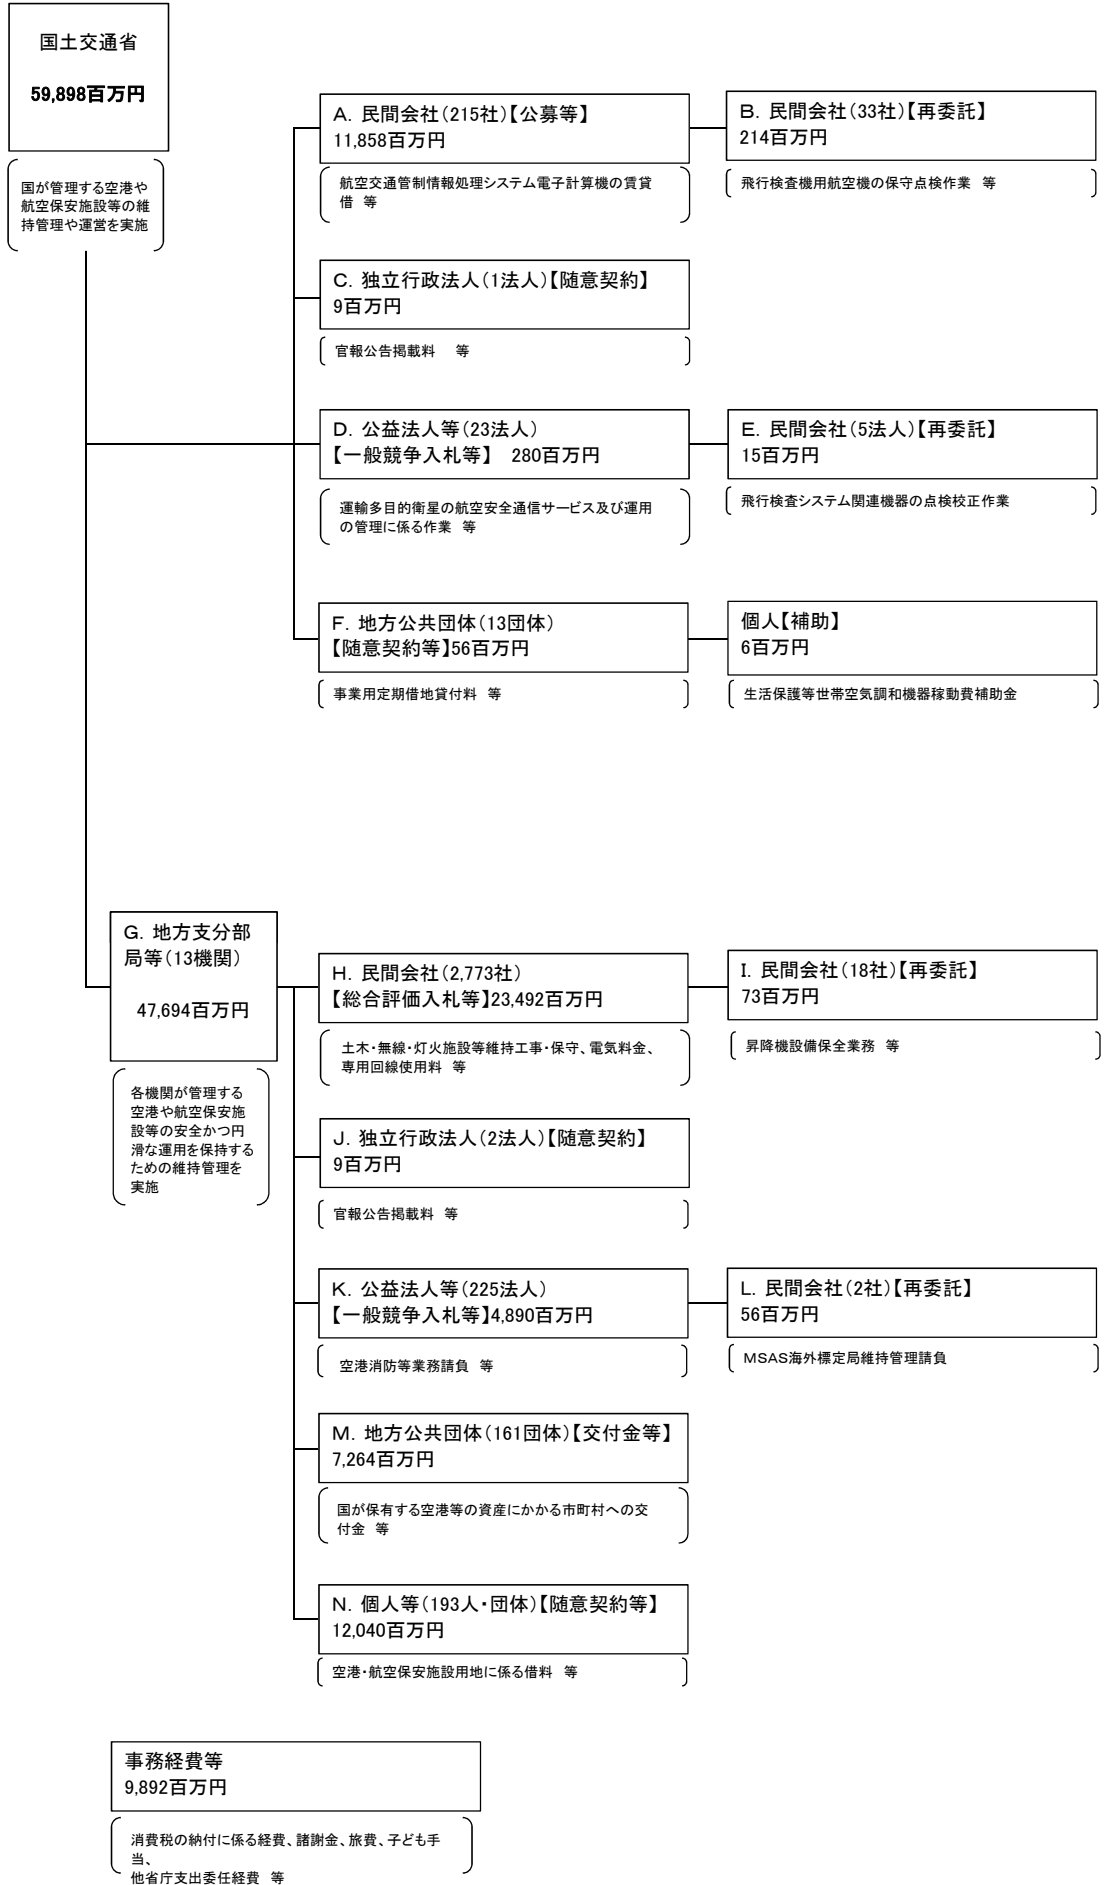 国土交通省
59,898百万円
国が管理する空港や
航空保安施設等の維
持管理や運営を実施
A. 民間会社(215社)【公募等】
11,858百万円
航空交通管制情報処理システム電子計算機の賃貸
借 等
B. 民間会社(33社)【再委託】
214百万円
飛行検査機用航空機の保守点検作業 等
C. 独立行政法人(1法人)【随意契約】
9百万円
官報公告掲載料 等
D. 公益法人等(23法人)
【一般競争入札等】 280百万円
運輸多目的衛星の航空安全通信サービス及び運用
の管理に係る作業 等
E. 民間会社(5法人)【再委託】
15百万円
飛行検査システム関連機器の点検校正作業
F. 地方公共団体(13団体)
【随意契約等】56百万円
事業用定期借地貸付料 等
個人【補助】
6百万円
生活保護等世帯空気調和機器稼動費補助金
G. 地方支分部
局等(13機関)
47,694百万円
各機関が管理する
空港や航空保安施
設等の安全かつ円
滑な運用を保持する
ための維持管理を
実施
H. 民間会社(2,773社)
【総合評価入札等】23,492百万円
土木・無線・灯火施設等維持工事・保守、電気料金、
専用回線使用料 等
I. 民間会社(18社)【再委託】
73百万円
昇降機設備保全業務 等
J. 独立行政法人(2法人)【随意契約】
9百万円
官報公告掲載料 等
K. 公益法人等(225法人)
【一般競争入札等】4,890百万円
空港消防等業務請負 等
L. 民間会社(2社)【再委託】
56百万円
MSAS海外標定局維持管理請負
M. 地方公共団体(161団体)【交付金等】
7,264百万円
国が保有する空港等の資産にかかる市町村への交
付金 等
N. 個人等(193人・団体)【随意契約等】
12,040百万円
空港・航空保安施設用地に係る借料 等
事務経費等
9,892百万円
消費税の納付に係る経費、諸謝金、旅費、子ども手
当、
他省庁支出委任経費 等